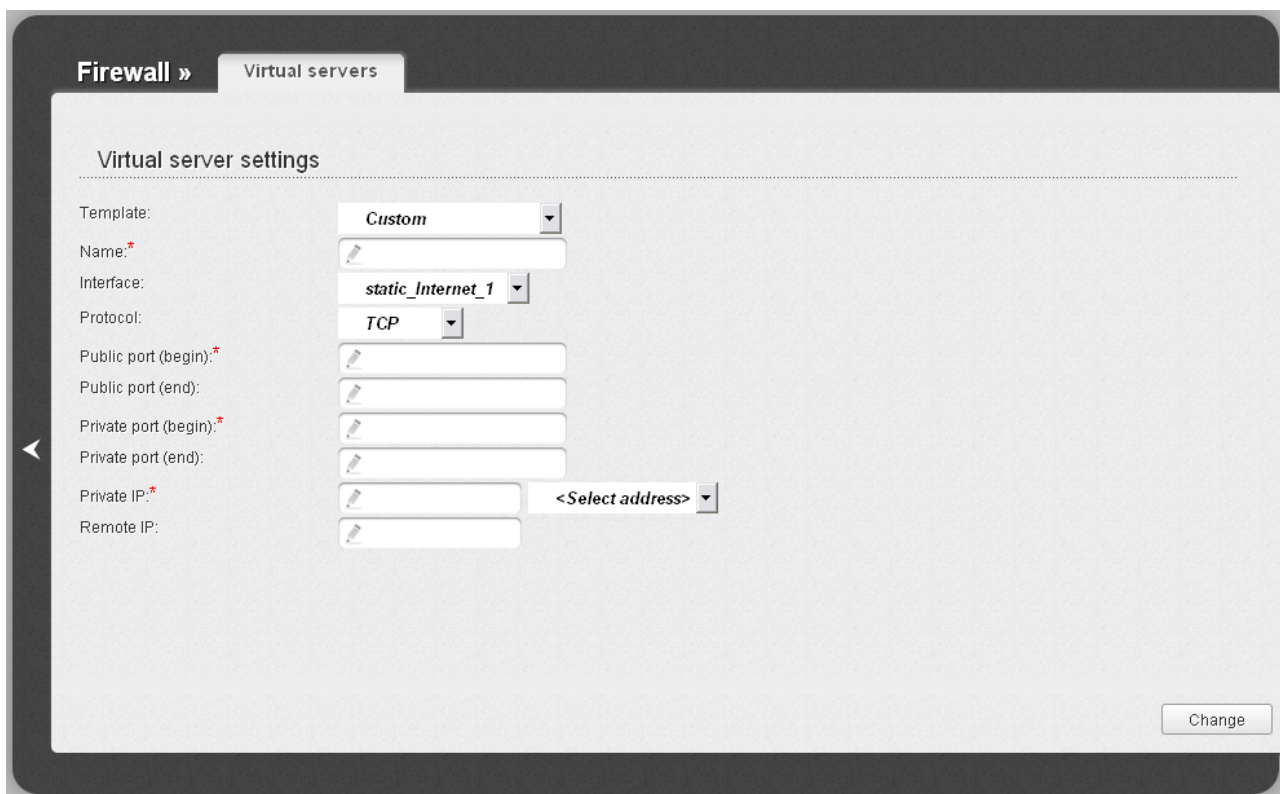 Firewall »
Virtual servers
Virtual server settings
Template: Custom
Name:*
Interface: static_Internet_1
Protocol: TCP
Public port (begin):*
Public port (end):
Private port (begin):*
Private port (end):
Private IP:* <Select address>
Remote IP:
Change